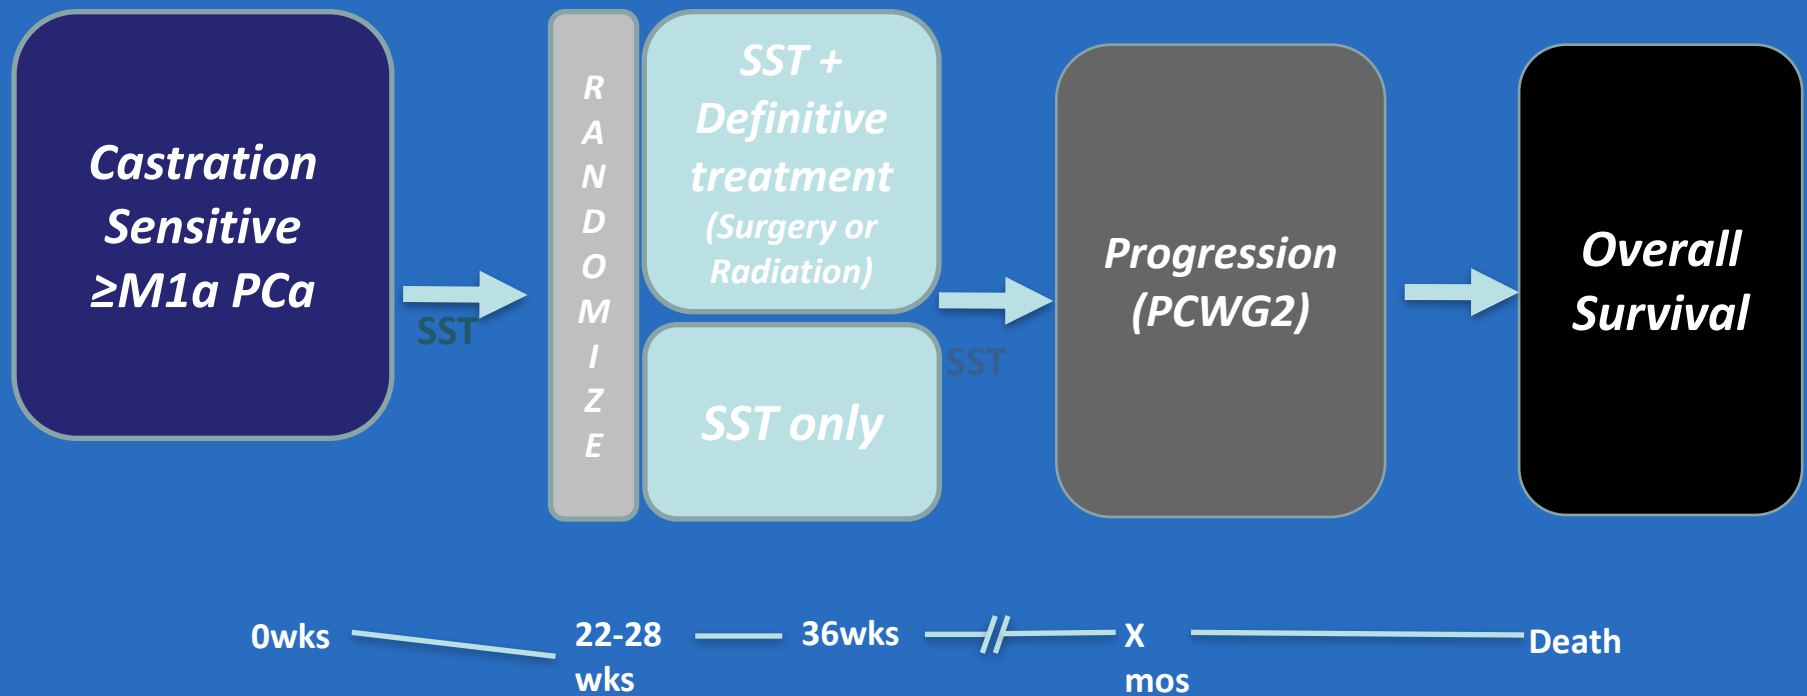 Castration
Sensitive
≥M1a PCa
SST
R
A
N
D
O
M
I
Z
E
SST +
Definitive
treatment
(Surgery or
Radiation)
SST only
SST
Progression
(PCWG2)
Overall
Survival
0wks
22-28
wks
36wks
X
mos
Death